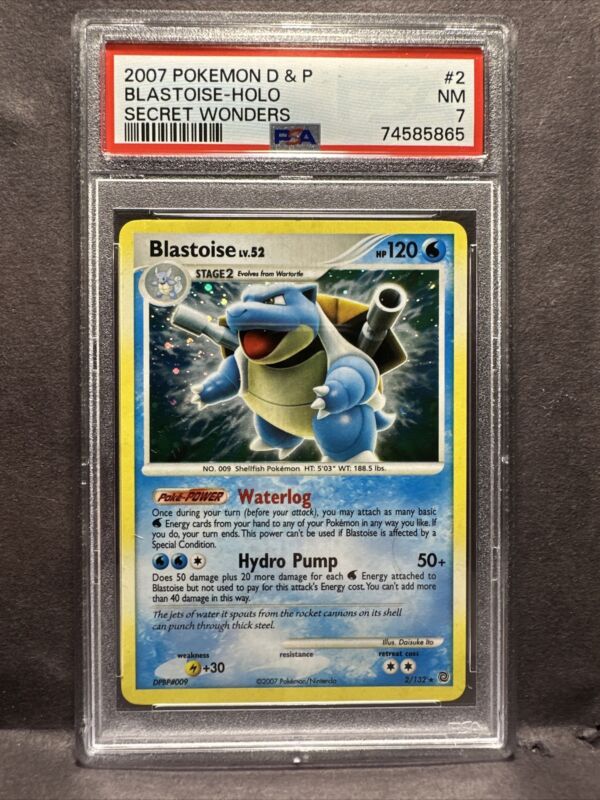 2007 POKEMON D & P #2
BLASTOISE-HOLO NM
SECRET WONDERS 7
PSA 74585865
Blastoise LV.52 HP 120
STAGE2 Evolves from Wartortle
NO. 009 Shellfish Pokémon HT: 5'03" WT: 188.5 lbs.
Poké-POWER Waterlog
Once during your turn (before your attack), you may attach as many basic
Energy cards from your hand to any of your Pokémon in any way you like. If
you do, your turn ends. This power can't be used if Blastoise is affected by a
Special Condition.
Hydro Pump 50+
Does 50 damage plus 20 more damage for each Energy attached to
Blastoise but not used to pay for this attack's Energy cost. You can't add more
than 40 damage in this way.
The jets of water it spouts from the rocket cannons on its shell
can punch through thick steel.
Illus. Daisuke Ito
weakness resistance retreat cost
+30
DPBP#009 ©2007 Pokémon/Nintendo 2/132